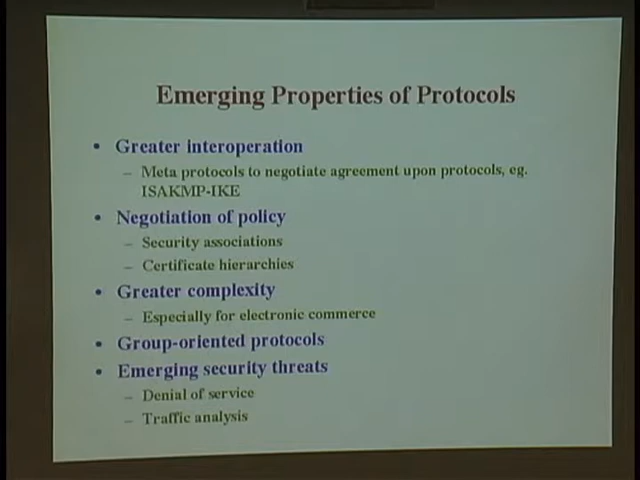 Emerging Properties of Protocols
• Greater interoperation
– Meta protocols to negotiate agreement upon protocols, eg.
ISAKMP-IKE
• Negotiation of policy
– Security associations
– Certificate hierarchies
• Greater complexity
– Especially for electronic commerce
• Group-oriented protocols
• Emerging security threats
– Denial of service
– Traffic analysis